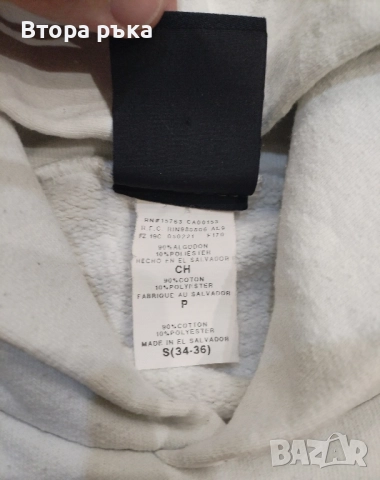 Втора ръка
90%ALGODON
10%POLIESTER
HECHO EN EL SALVADOR
CH
90%COTON
10%POLYESTER
FABRIQUE AU SALVADOR
P
90%COTTON
10%POLYESTER
MADE IN EL SALVADOR
S(34-36)
BAZAR